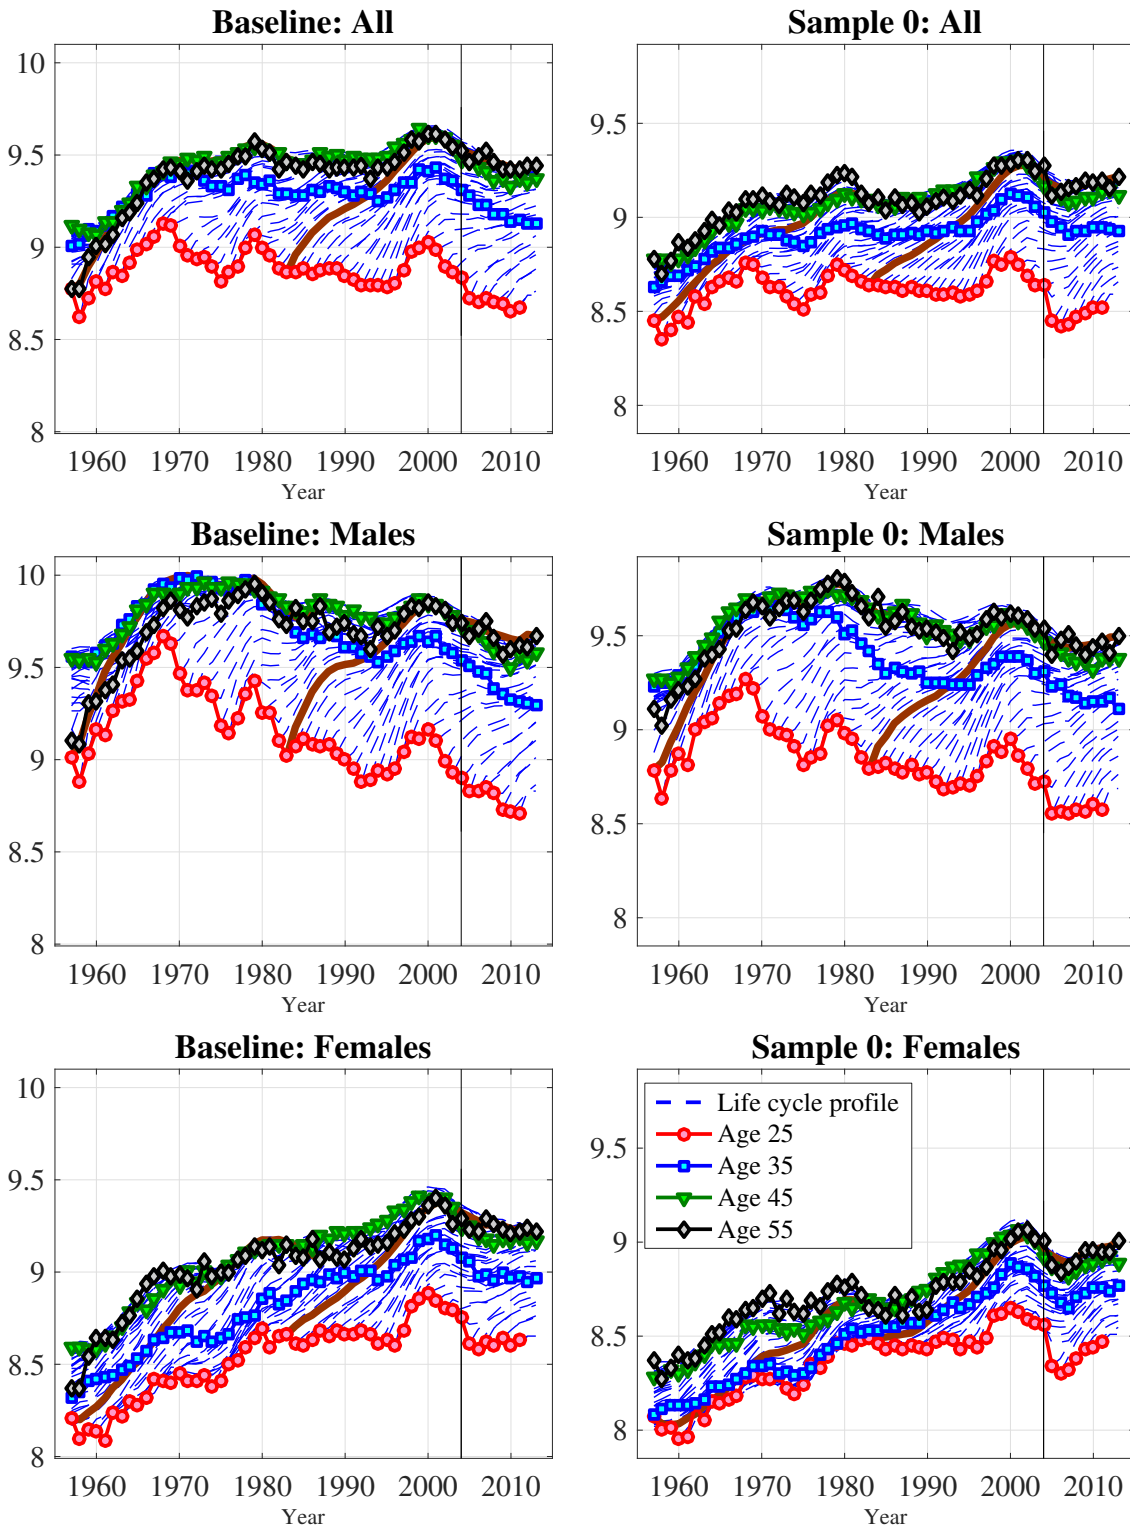 Baseline: All
10
9.5
9
8.5
8
1960 1970 1980 1990 2000 2010
Year
Sample 0: All
9.5
9
8.5
8
1960 1970 1980 1990 2000 2010
Year
Baseline: Males
10
9.5
9
8.5
8
1960 1970 1980 1990 2000 2010
Year
Sample 0: Males
9.5
9
8.5
8
1960 1970 1980 1990 2000 2010
Year
Baseline: Females
10
9.5
9
8.5
8
1960 1970 1980 1990 2000 2010
Year
Sample 0: Females
9.5
9
8.5
8
Life cycle profile
Age 25
Age 35
Age 45
Age 55
1960 1970 1980 1990 2000 2010
Year